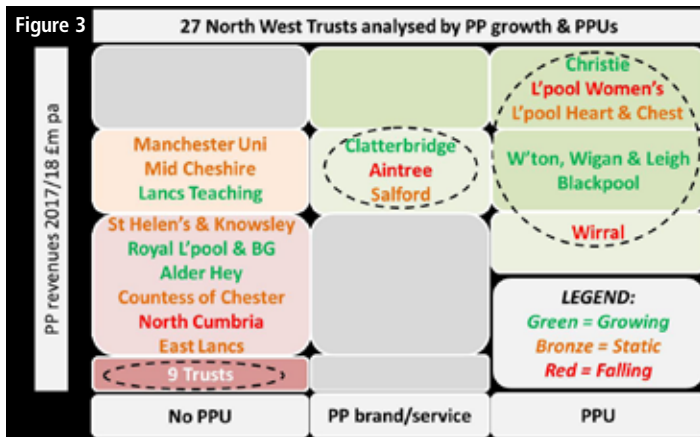 Figure 3
27 North West Trusts analysed by PP growth & PPUs
PP revenues 2017/18 £m pa
Christie
L'pool Women's
L'pool Heart & Chest
Manchester Uni
Mid Cheshire
Lancs Teaching
Clatterbridge
Aintree
Salford
W'ton, Wigan & Leigh
Blackpool
St Helen's & Knowsley
Royal L'pool & BG
Alder Hey
Countess of Chester
North Cumbria
East Lancs
Wirral
LEGEND:
Green = Growing
Bronze = Static
Red = Falling
9 Trusts
No PPU
PP brand/service
PPU